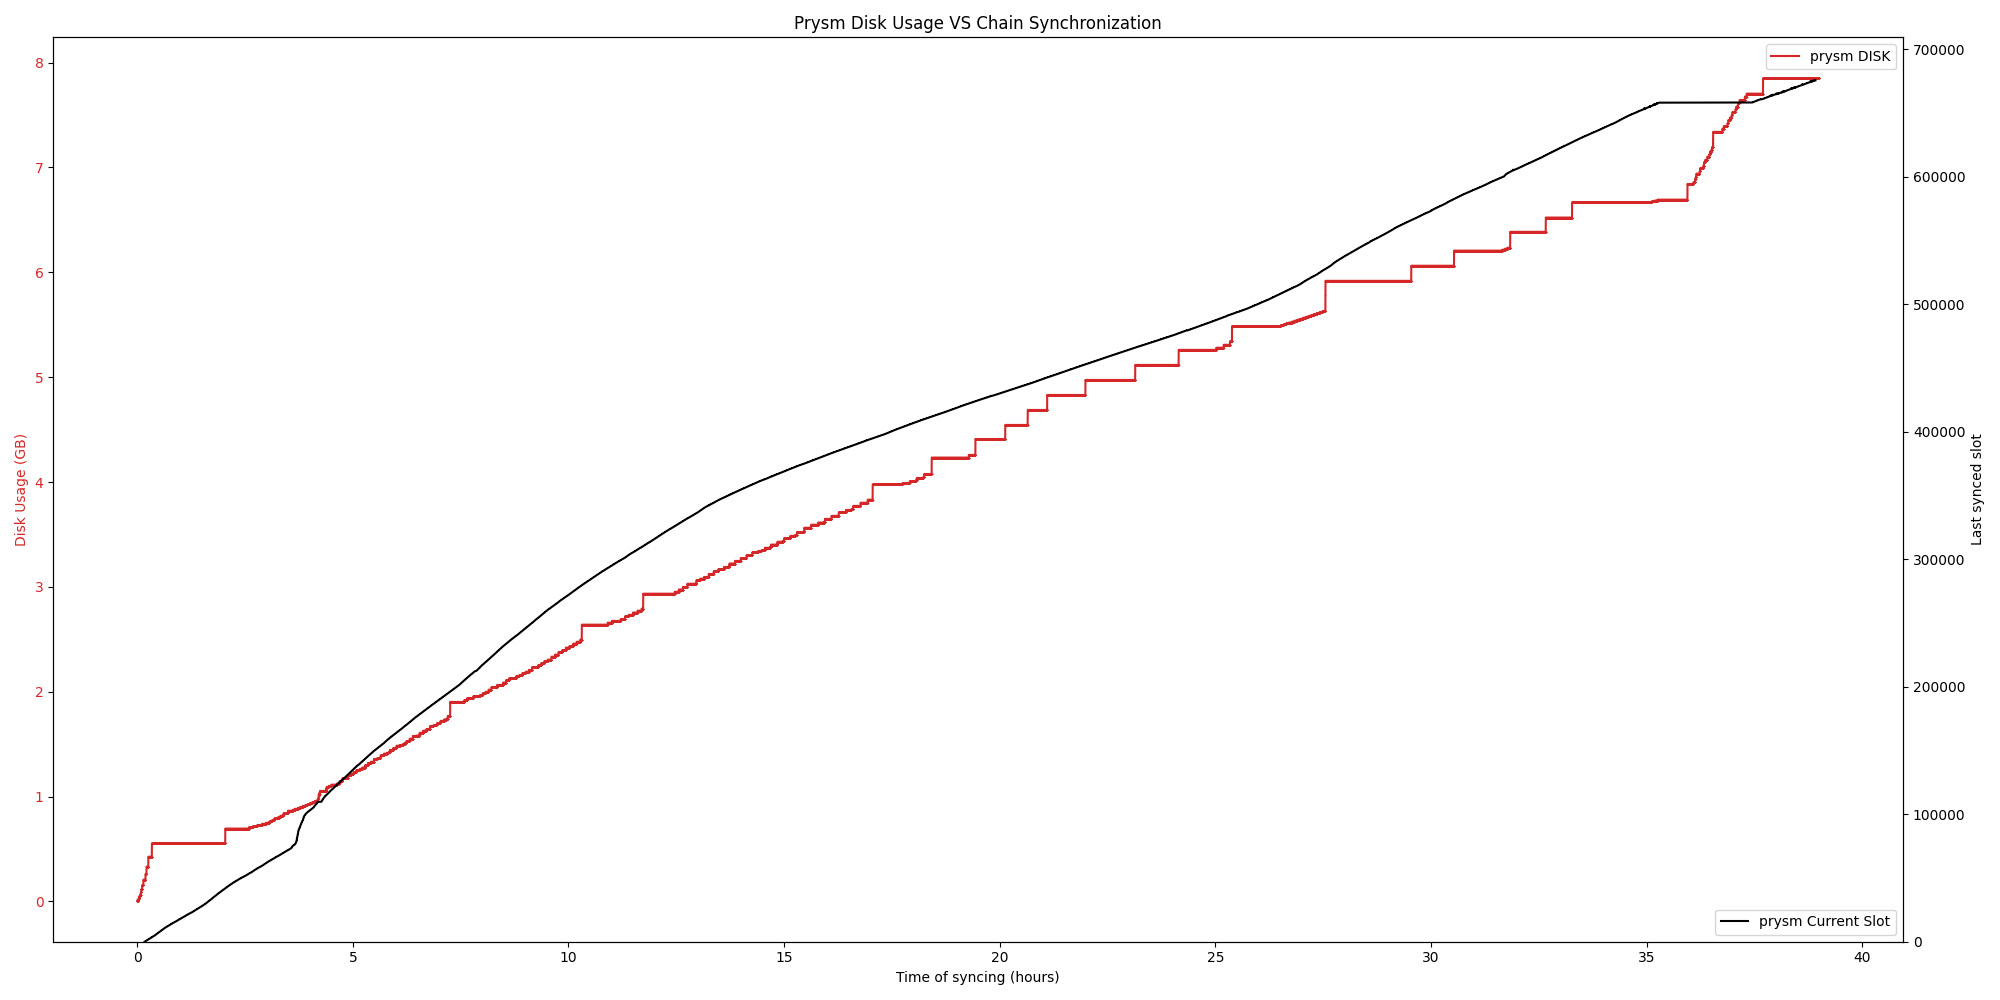 Prysm Disk Usage VS Chain Synchronization
prysm DISK
8
7
6
5
4
3
2
1
0
Disk Usage (GB)
700000
600000
500000
400000
300000
200000
100000
0
Last synced slot
prysm Current Slot
0 5 10 15 20 25 30 35 40
Time of syncing (hours)